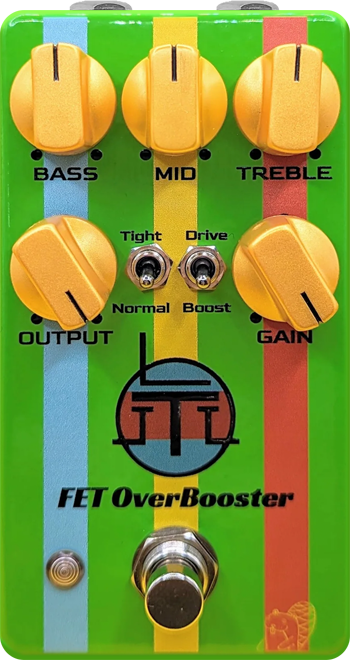 BASS MID TREBLE
Tight Drive
Normal Boost
OUTPUT GAIN
FET OverBooster